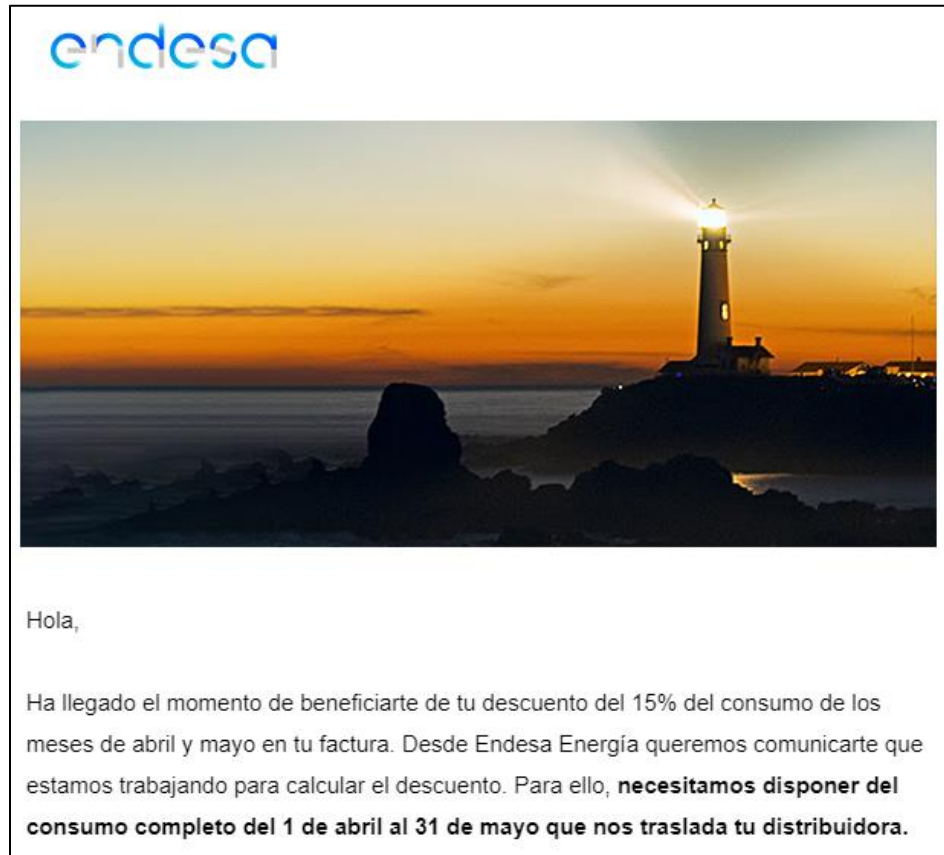 endesa
Hola,
Ha llegado el momento de beneficiarte de tu descuento del 15% del consumo de los
meses de abril y mayo en tu factura. Desde Endesa Energía queremos comunicarte que
estamos trabajando para calcular el descuento. Para ello, necesitamos disponer del
consumo completo del 1 de abril al 31 de mayo que nos traslada tu distribuidora.